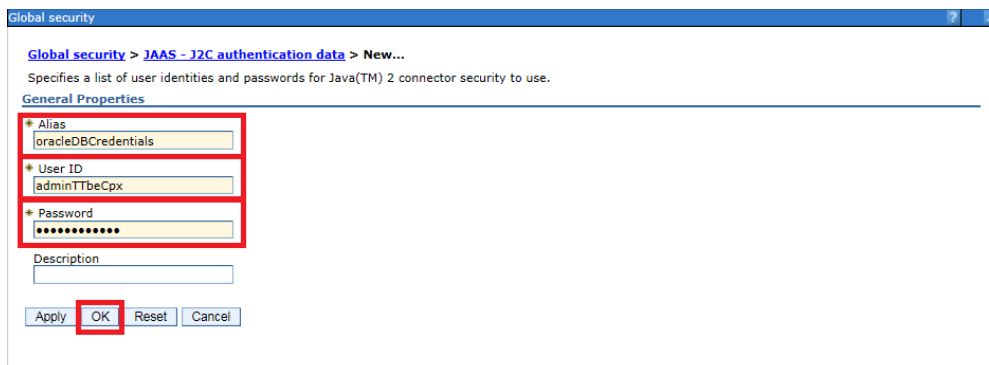 Global security ?
Global security > JAAS - J2C authentication data > New...
Specifies a list of user identities and passwords for Java(TM) 2 connector security to use.
General Properties
* Alias
oracleDBCredentials
* User ID
adminTTbeCpx
* Password
••••••••••••
Description
Apply OK Reset Cancel